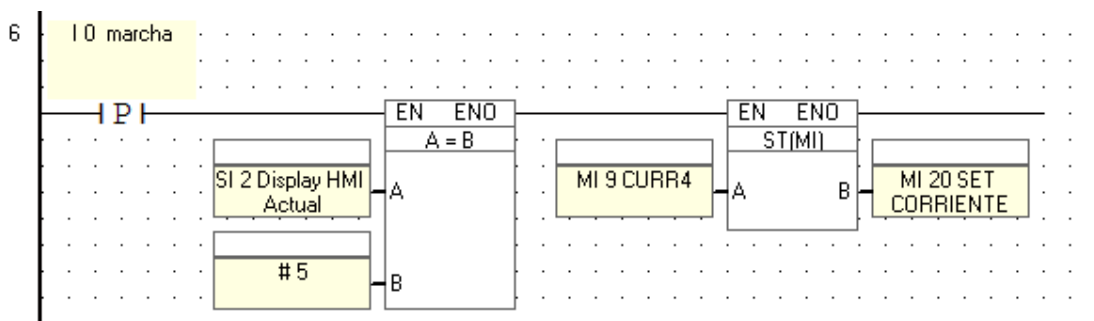 6
I 0 marcha
P
EN ENO
A = B
SI 2 Display HMI
Actual
A
# 5
B
EN ENO
ST(MI)
MI 9 CURR4
A
B
MI 20 SET
CORRIENTE